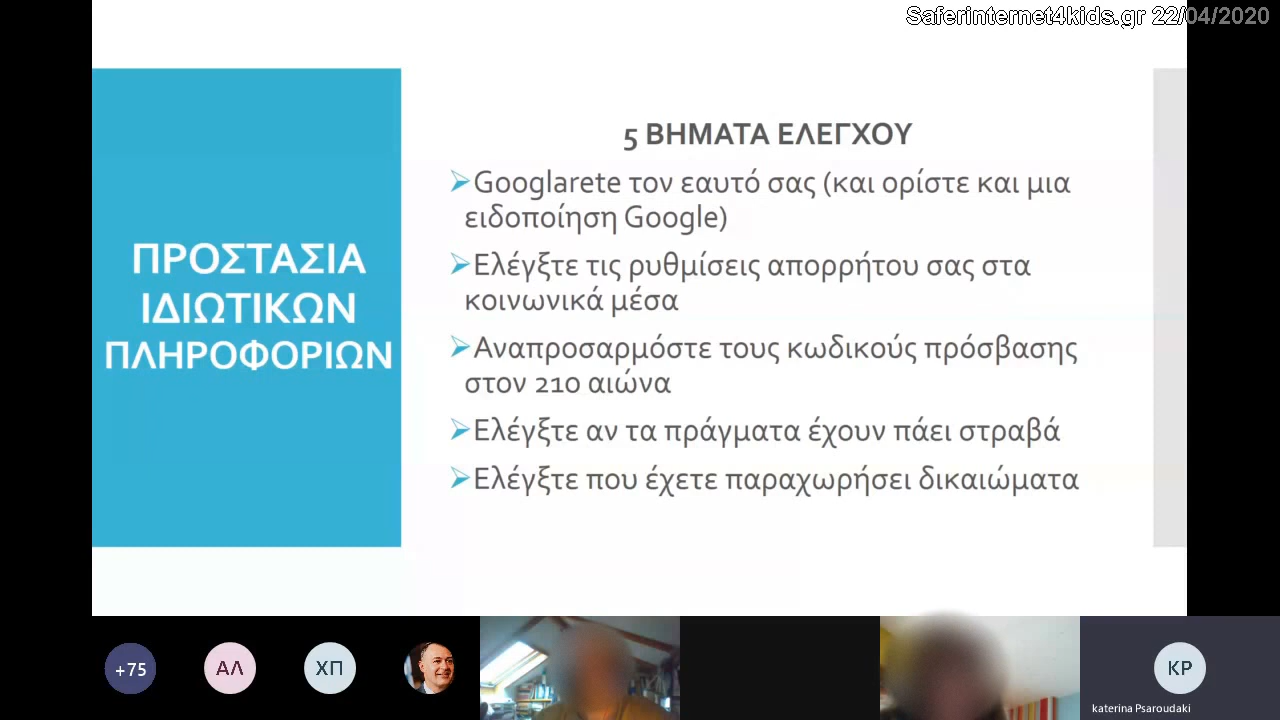 Saferinternet4kids.gr 22/04/2020
ΠΡΟΣΤΑΣΙΑ
ΙΔΙΩΤΙΚΩΝ
ΠΛΗΡΟΦΟΡΙΩΝ
5 ΒΗΜΑΤΑ ΕΛΕΓΧΟΥ
Googlarete τον εαυτό σας (και ορίστε και μια
ειδοποίηση Google)
Ελέγξτε τις ρυθμίσεις απορρήτου σας στα
κοινωνικά μέσα
Αναπροσαρμόστε τους κωδικούς πρόσβασης
στον 21ο αιώνα
Ελέγξτε αν τα πράγματα έχουν πάει στραβά
Ελέγξτε που έχετε παραχωρήσει δικαιώματα
+75
ΑΛ
ΧΠ
KP
katerina Psaroudaki